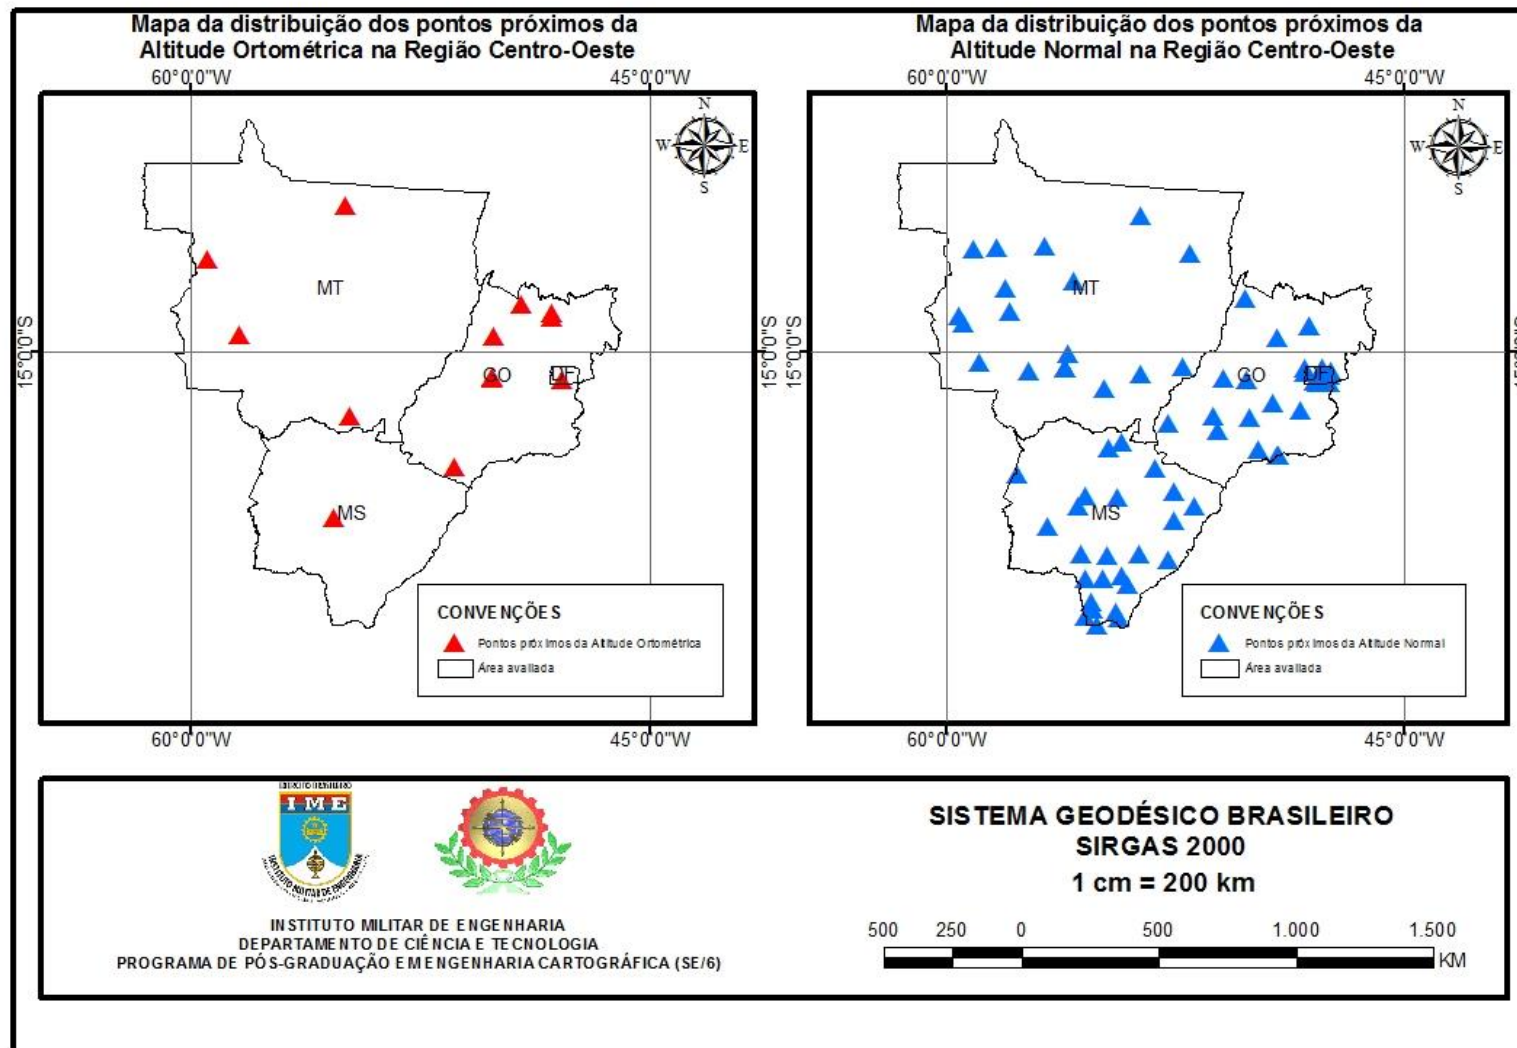 Mapa da distribuição dos pontos próximos da
Altitude Ortométrica na Região Centro-Oeste
60°0'0"W
45°0'0"W
N
W
E
S
15°0'0"S
15°0'0"S
MT
GO
DF
MS
CONVENÇÕES
Pontos próximos da Altitude Ortométrica
Área avaliada
60°0'0"W
45°0'0"W
Mapa da distribuição dos pontos próximos da
Altitude Normal na Região Centro-Oeste
60°0'0"W
45°0'0"W
N
W
E
S
MT
GO
DF
MS
CONVENÇÕES
Pontos próximos da Altitude Normal
Área avaliada
60°0'0"W
45°0'0"W
EXÉRCITO BRASILEIRO
IME
INSTITUTO MILITAR DE ENGENHARIA
INSTITUTO MILITAR DE ENGENHARIA
DEPARTAMENTO DE CIÊNCIA E TECNOLOGIA
PROGRAMA DE PÓS-GRADUAÇÃO EM ENGENHARIA CARTOGRÁFICA (SE/6)
SISTEMA GEODÉSICO BRASILEIRO
SIRGAS 2000
1 cm = 200 km
500 250 0 500 1.000 1.500
KM